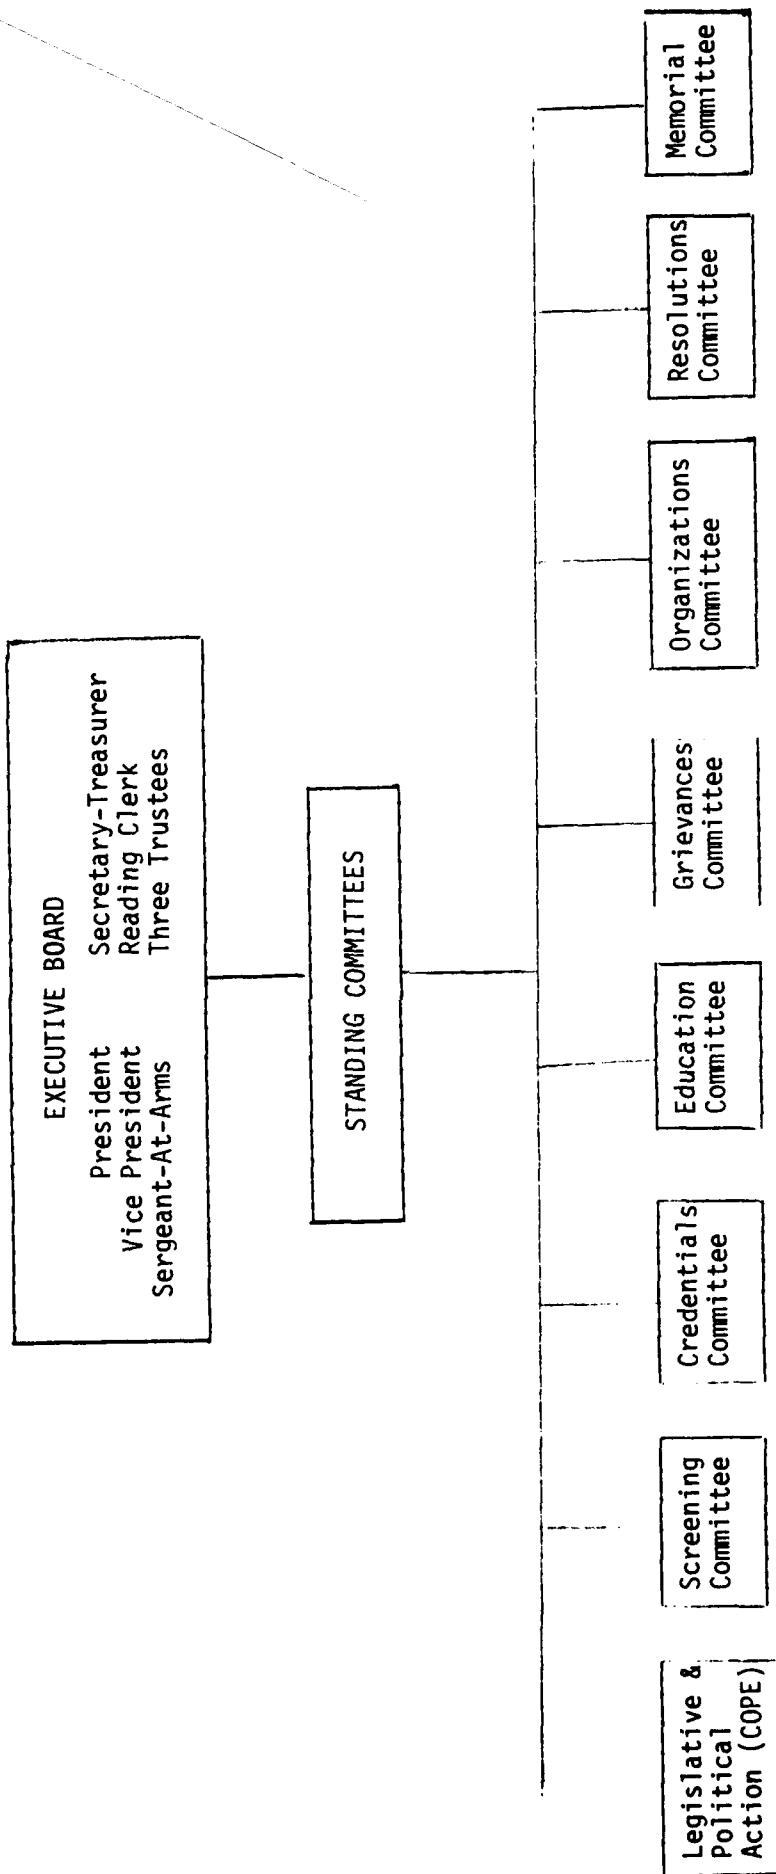 EXECUTIVE BOARD
President Secretary-Treasurer
Vice President Reading Clerk
Sergeant-At-Arms Three Trustees
STANDING COMMITTEES
Legislative &
Political
Action (COPE)
Screening
Committee
Credentials
Committee
Education
Committee
Grievances
Committee
Organizations
Committee
Resolutions
Committee
Memorial
Committee